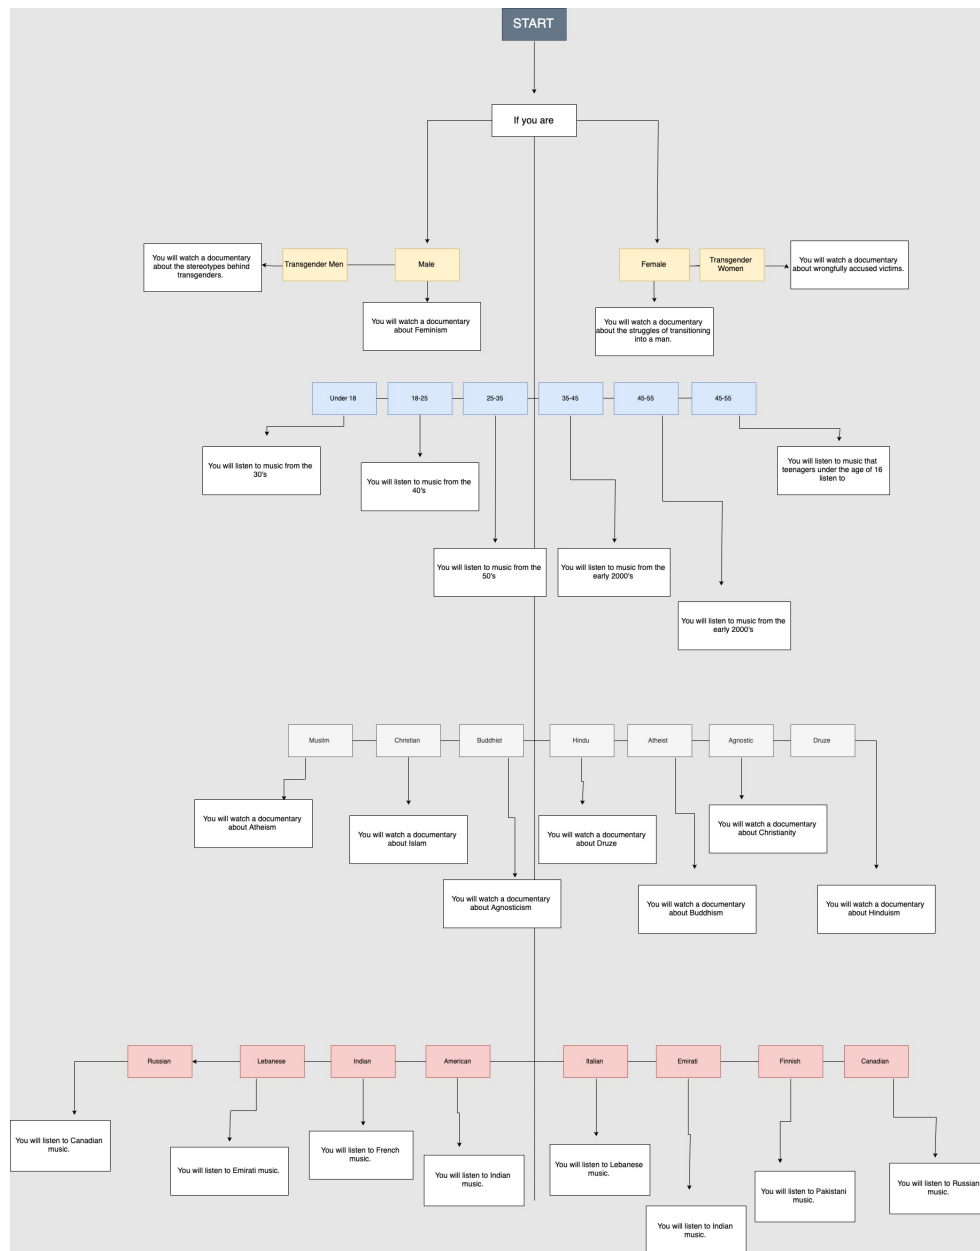 START
If you are
You will watch a documentary
about the stereotypes behind
transgenders.
Transgender Men
Male
Female
Transgender
Women
You will watch a documentary
about wrongfully accused victims.
You will watch a documentary
about Feminism
You will watch a documentary
about the struggles of transitioning
into a man.
Under 18
18-25
25-35
35-45
45-55
45-55
You will listen to music from the
30's
You will listen to music from the
40's
You will listen to music that
teenagers under the age of 16
listen to
You will listen to music from the
50's
You will listen to music from the
early 2000's
You will listen to music from the
early 2000's
Muslim
Christian
Buddhist
Hindu
Atheist
Agnostic
Druze
You will watch a documentary
about Atheism
You will watch a documentary
about Islam
You will watch a documentary
about Druze
You will watch a documentary
about Christianity
You will watch a documentary
about Agnosticism
You will watch a documentary
about Buddhism
You will watch a documentary
about Hinduism
Russian
Lebanese
Indian
American
Italian
Emirati
Finnish
Canadian
You will listen to Canadian
music.
You will listen to Emirati music.
You will listen to French
music.
You will listen to Indian
music.
You will listen to Lebanese
music.
You will listen to Indian
music.
You will listen to Pakistani
music.
You will listen to Russian
music.